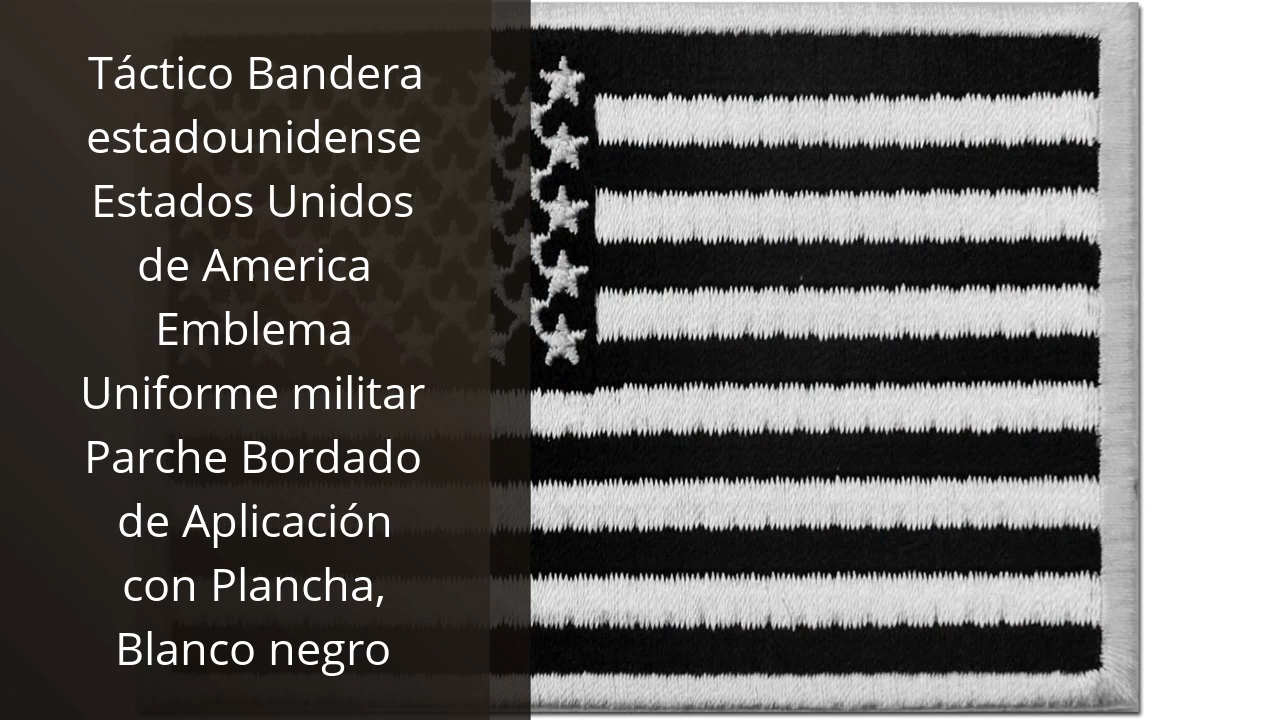 Táctico Bandera
estadounidense
Estados Unidos
de America
Emblema
Uniforme militar
Parche Bordado
de Aplicación
con Plancha,
Blanco negro